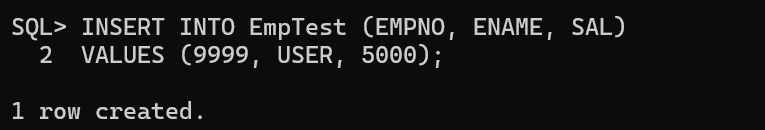 SQL> INSERT INTO EmpTest (EMPNO, ENAME, SAL)
  2  VALUES (9999, USER, 5000);
1 row created.